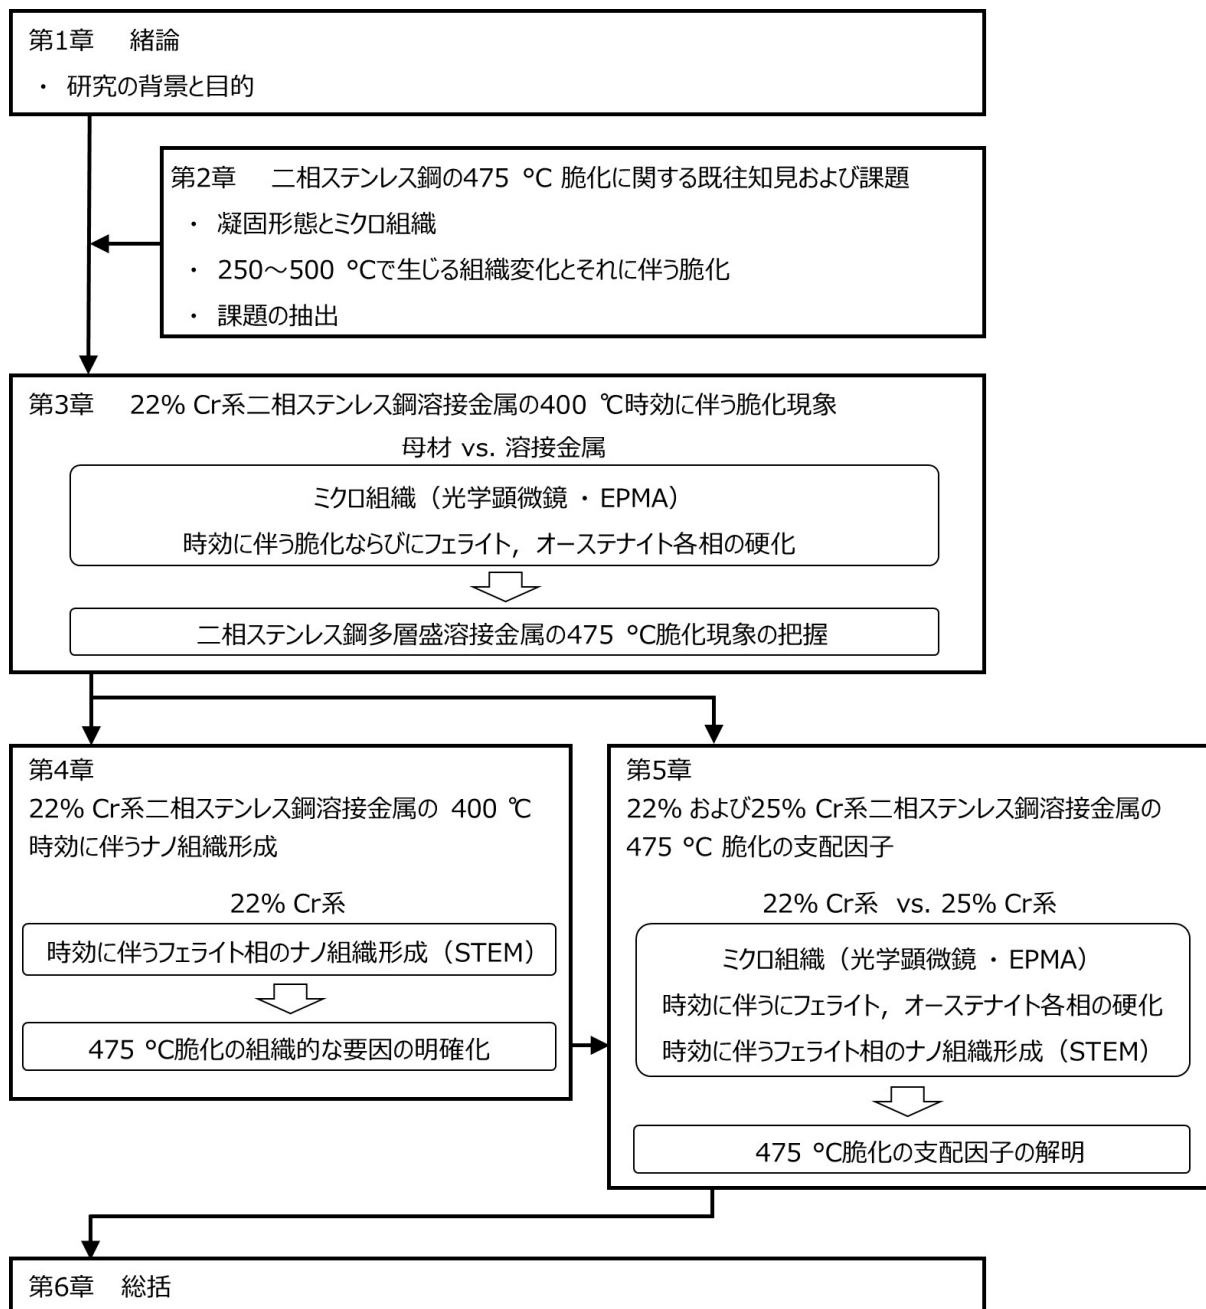 第1章 緒論
・ 研究の背景と目的
第2章 二相ステンレス鋼の475 °C 脆化に関する既往知見および課題
・ 凝固形態とミクロ組織
・ 250～500 °Cで生じる組織変化とそれに伴う脆化
・ 課題の抽出
第3章 22% Cr系二相ステンレス鋼溶接金属の400 ℃時効に伴う脆化現象
母材 vs. 溶接金属
ミクロ組織（光学顕微鏡 ・ EPMA）
時効に伴う脆化ならびにフェライト，オーステナイト各相の硬化
二相ステンレス鋼多層盛溶接金属の475 °C脆化現象の把握
第4章
22% Cr系二相ステンレス鋼溶接金属の 400 ℃
時効に伴うナノ組織形成
22% Cr系
時効に伴うフェライト相のナノ組織形成（STEM）
475 °C脆化の組織的な要因の明確化
第5章
22% および25% Cr系二相ステンレス鋼溶接金属の
475 °C 脆化の支配因子
22% Cr系 vs. 25% Cr系
ミクロ組織（光学顕微鏡 ・ EPMA）
時効に伴うにフェライト，オーステナイト各相の硬化
時効に伴うフェライト相のナノ組織形成（STEM）
475 °C脆化の支配因子の解明
第6章 総括